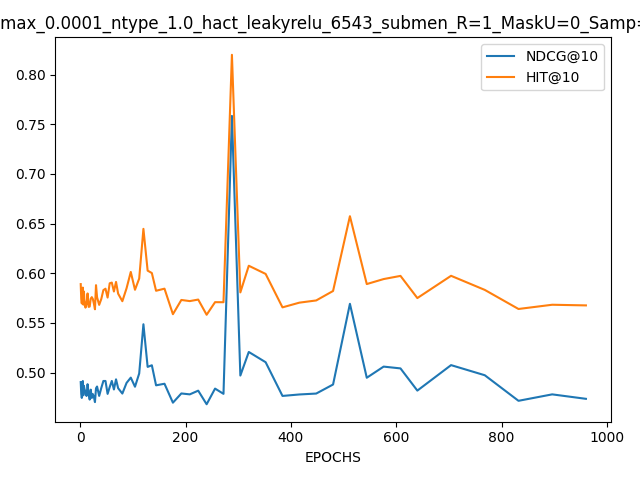 max_0.0001_ntype_1.0_hact_leakyrelu_6543_submen_R=1_MaskU=0_Samp=
NDCG@10
HIT@10
0.80
0.75
0.70
0.65
0.60
0.55
0.50
0 200 400 600 800 1000
EPOCHS